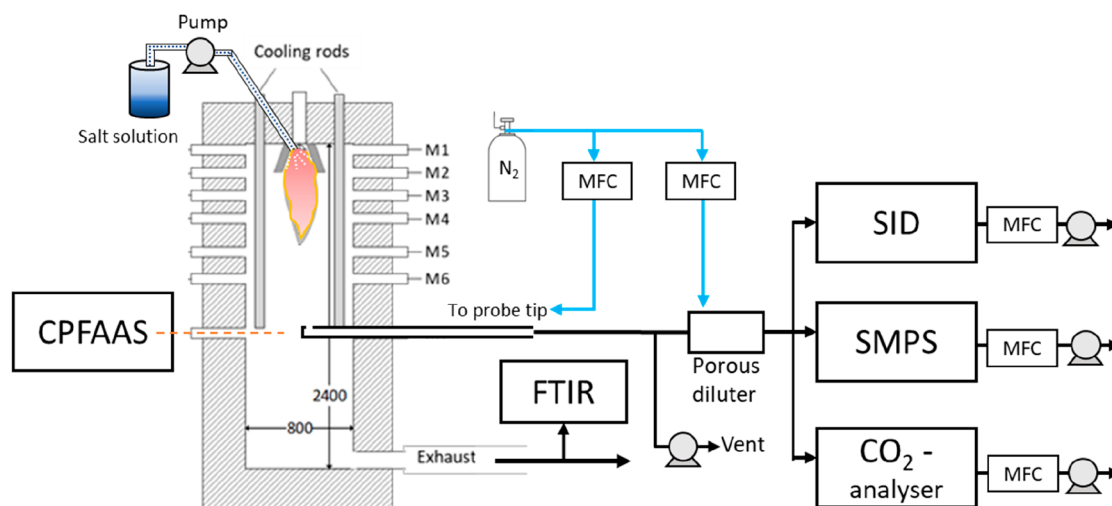 Pump
Cooling rods
Salt solution
M1
M2
M3
M4
M5
M6
N2
MFC
MFC
To probe tip
CPFAAS
2400
800
Exhaust
FTIR
Vent
Porous
diluter
SID
MFC
SMPS
MFC
CO2 -
analyser
MFC